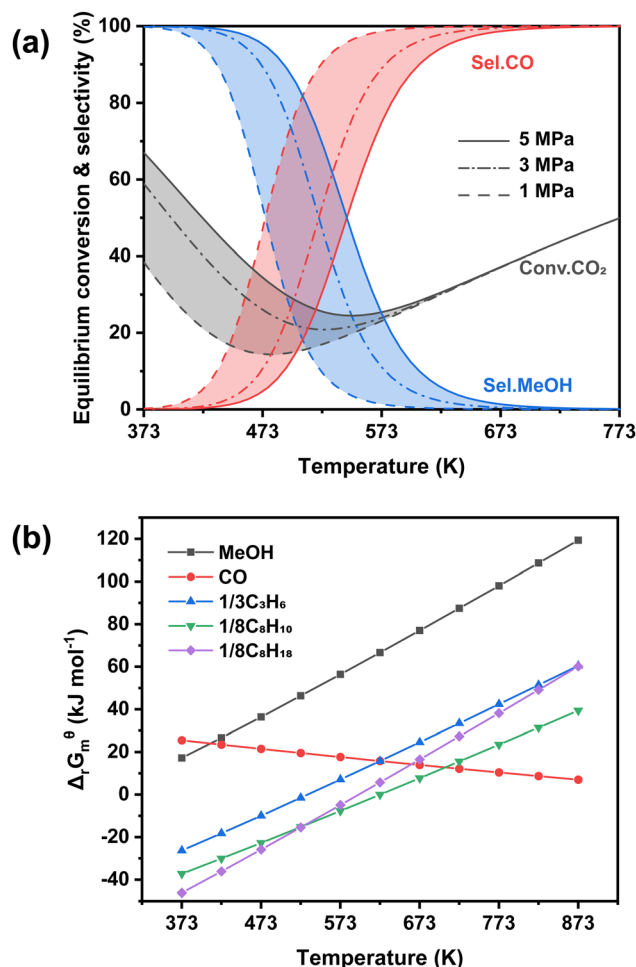 (a)
Equilibrium conversion & selectivity (%)
100
80
60
40
20
0
Sel.CO
5 MPa
3 MPa
1 MPa
Conv.CO₂
Sel.MeOH
373
473
573
673
773
Temperature (K)
(b)
ΔᵣGₘᶿ (kJ mol⁻¹)
120
100
80
60
40
20
0
-20
-40
MeOH
CO
1/3C₃H₆
1/8C₈H₁₀
1/8C₈H₁₈
373
473
573
673
773
873
Temperature (K)